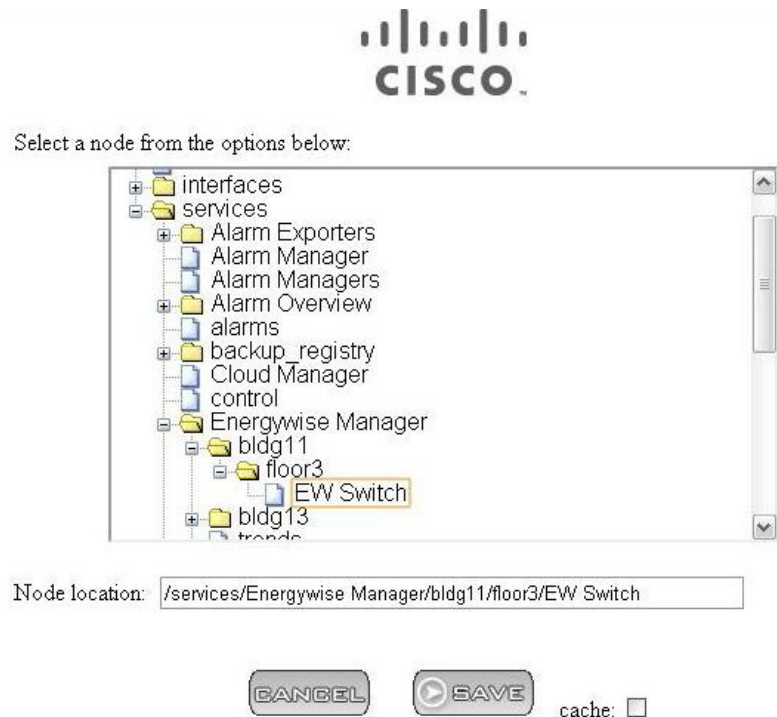 CISCO
Select a node from the options below:
interfaces
services
Alarm Exporters
Alarm Manager
Alarm Managers
Alarm Overview
alarms
backup_registry
Cloud Manager
control
Energywise Manager
bldg11
floor3
EW Switch
bldg13
trends
Node location: /services/Energywise Manager/bldg11/floor3/EW Switch
CANCEL SAVE cache: